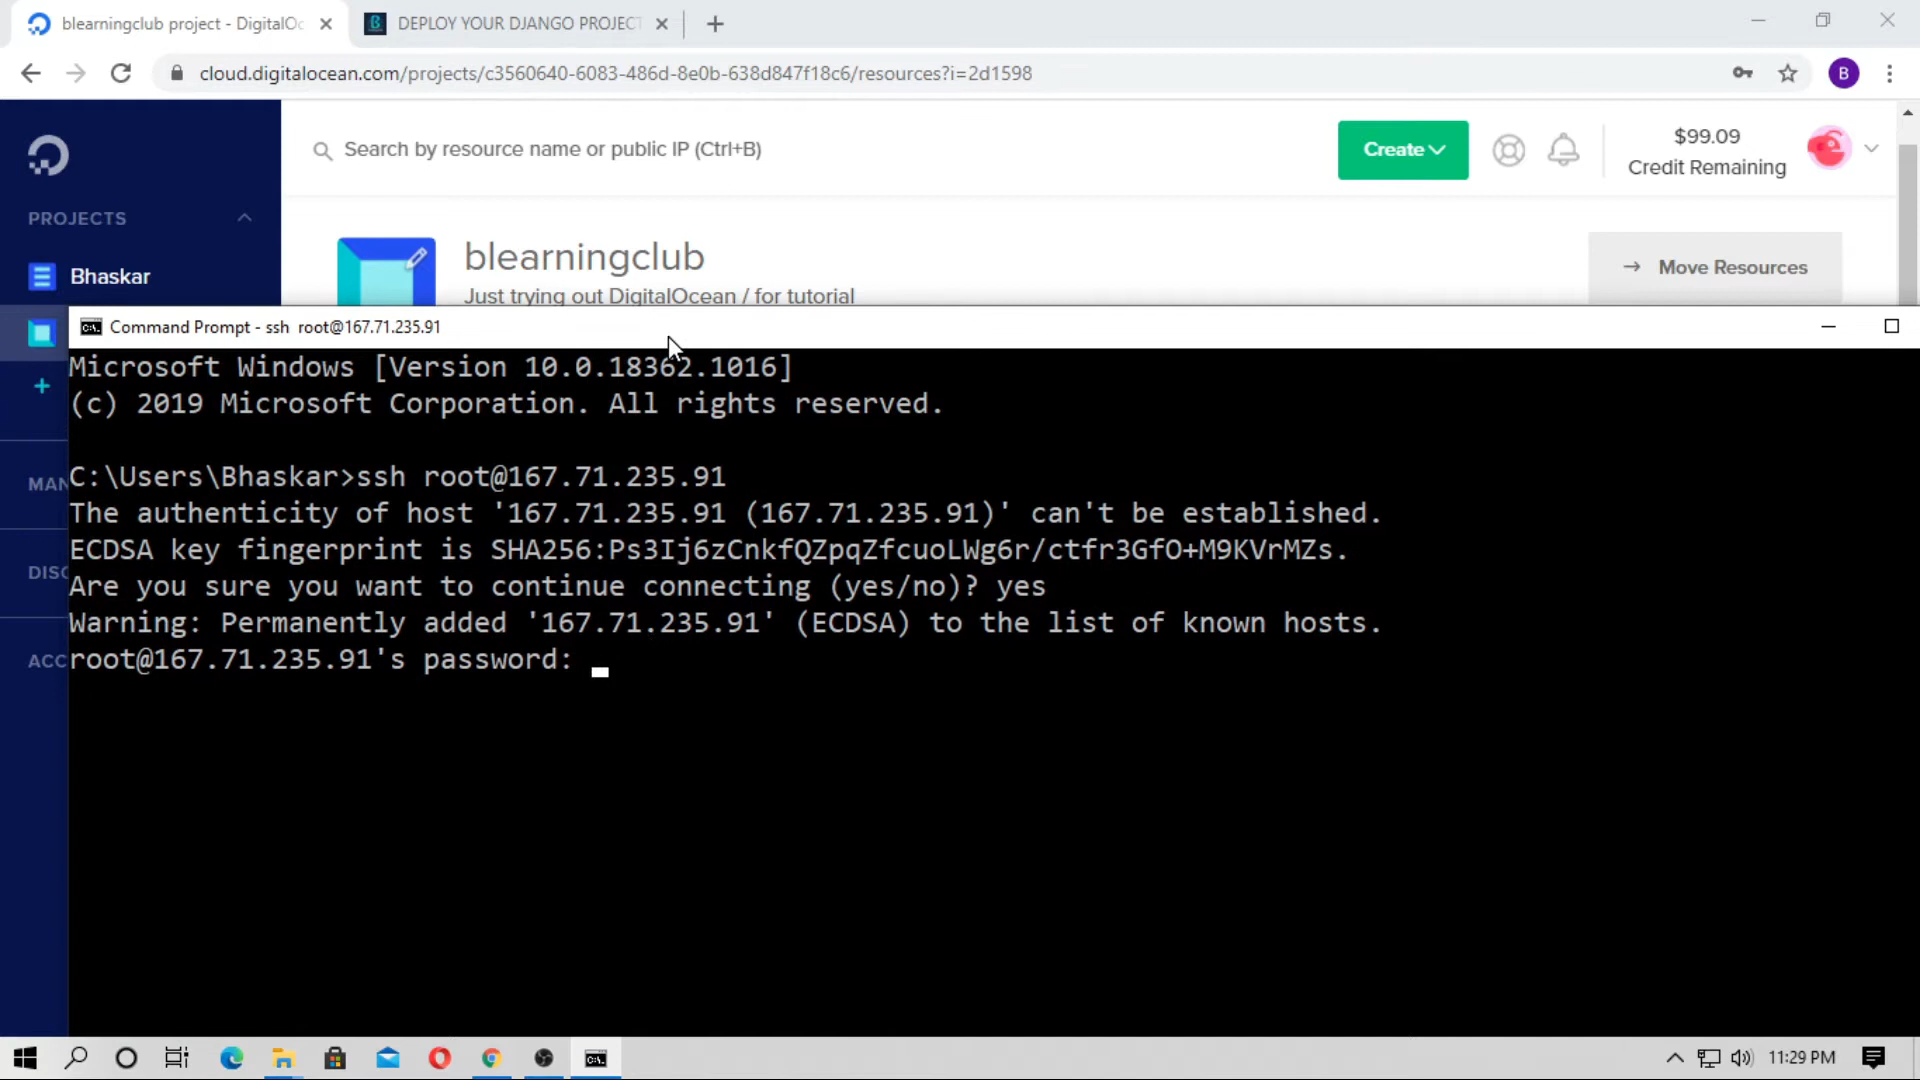 blearningclub project - DigitalOc
DEPLOY YOUR DJANGO PROJECT
cloud.digitalocean.com/projects/c3560640-6083-486d-8e0b-638d847f18c6/resources?i=2d1598
B
Search by resource name or public IP (Ctrl+B)
Create
$99.09
Credit Remaining
PROJECTS
Bhaskar
blearningclub
Just trying out DigitalOcean / for tutorial
Move Resources
MAN
DISC
ACC
Command Prompt - ssh  root@167.71.235.91
Microsoft Windows [Version 10.0.18362.1016]
(c) 2019 Microsoft Corporation. All rights reserved.
C:\Users\Bhaskar>ssh root@167.71.235.91
The authenticity of host '167.71.235.91 (167.71.235.91)' can't be established.
ECDSA key fingerprint is SHA256:Ps3Ij6zCnkfQZpqZfcuoLWg6r/ctfr3GfO+M9KVrMZs.
Are you sure you want to continue connecting (yes/no)? yes
Warning: Permanently added '167.71.235.91' (ECDSA) to the list of known hosts.
root@167.71.235.91's password:
11:29 PM